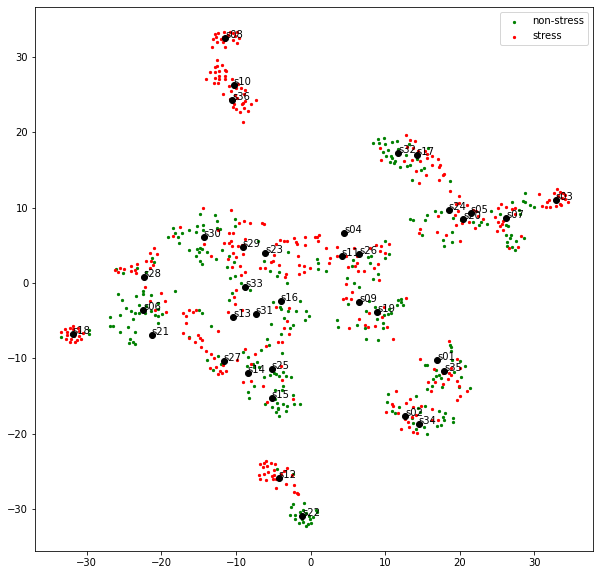 non-stress
stress
s08
s10
s36
s32
s17
s03
s24
s05
s20
s07
s04
s30
s29
s23
s11
s26
s28
s33
s16
s09
s06
s13
s31
s19
s18
s21
s27
s14
s25
s15
s01
s35
s02
s34
s12
s22
30
20
10
0
−10
−20
−30
−30
−20
−10
0
10
20
30